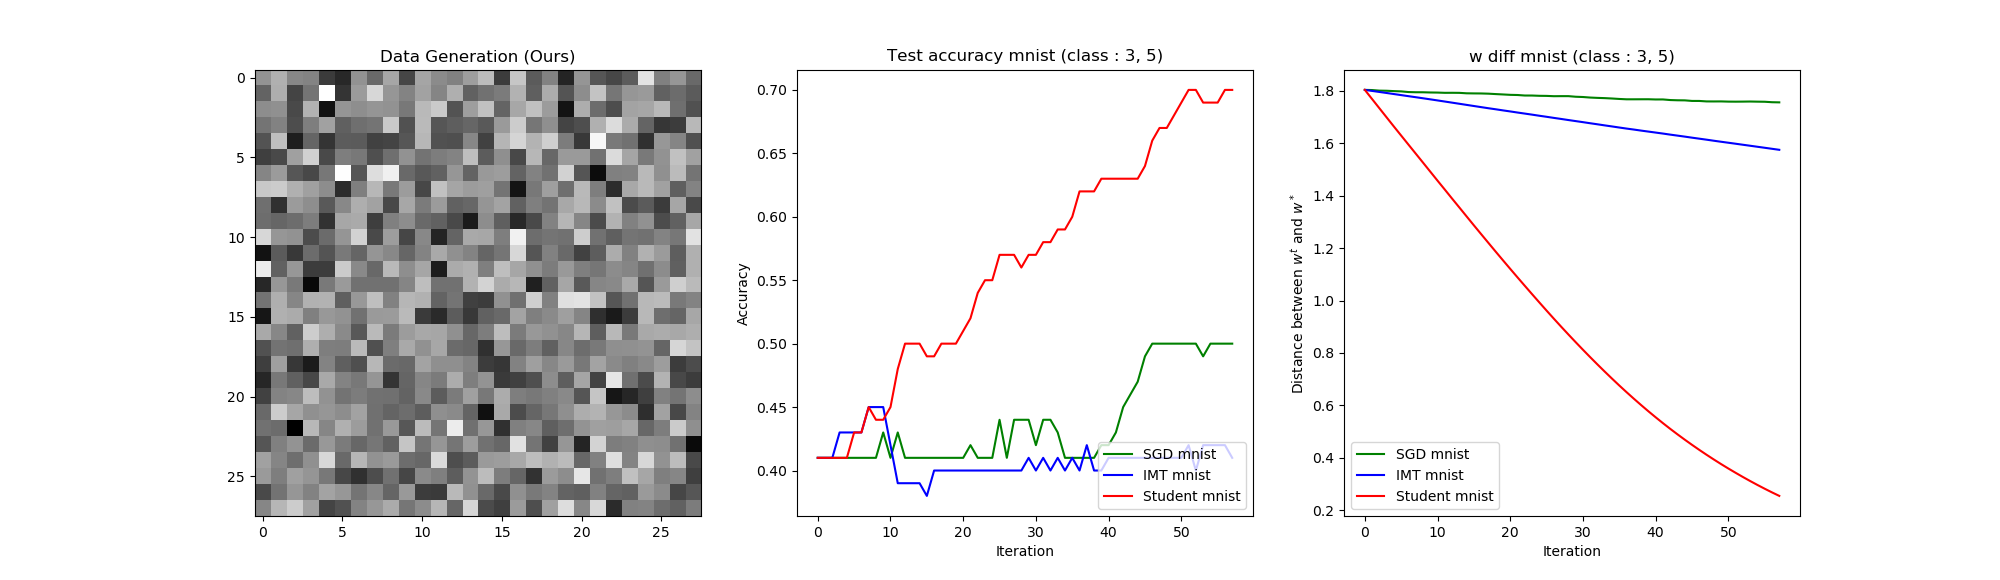 Data Generation (Ours)
0
5
10
15
20
25
0 5 10 15 20 25
Test accuracy mnist (class : 3, 5)
Accuracy
0.70
0.65
0.60
0.55
0.50
0.45
0.40
SGD mnist
IMT mnist
Student mnist
0 10 20 30 40 50
Iteration
w diff mnist (class : 3, 5)
Distance between w^t and w^*
1.8
1.6
1.4
1.2
1.0
0.8
0.6
0.4
0.2
SGD mnist
IMT mnist
Student mnist
0 10 20 30 40 50
Iteration